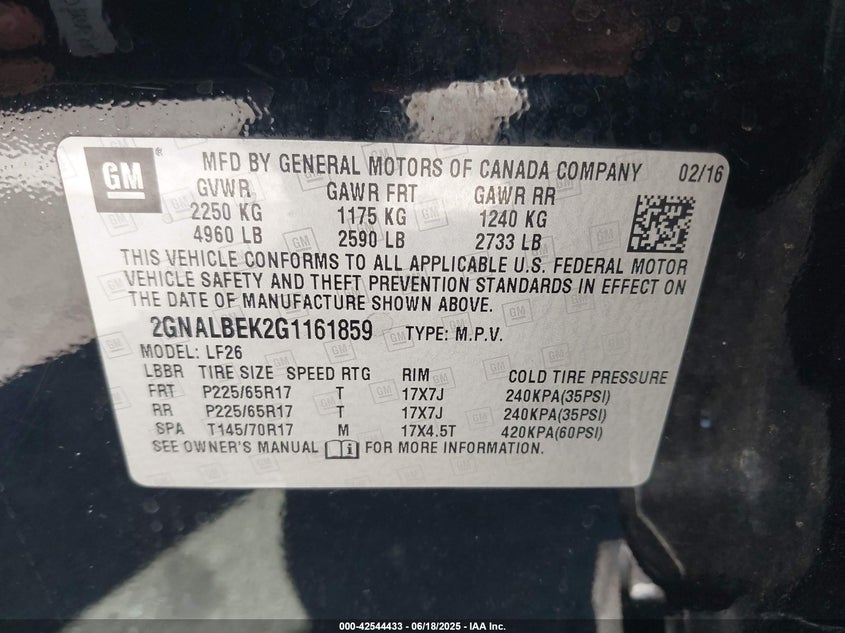 GM ® MFD BY GENERAL MOTORS OF CANADA COMPANY 02/16
GVWR GAWR FRT GAWR RR
2250 KG 1175 KG 1240 KG
4960 LB 2590 LB 2733 LB
THIS VEHICLE CONFORMS TO ALL APPLICABLE U.S. FEDERAL MOTOR
VEHICLE SAFETY AND THEFT PREVENTION STANDARDS IN EFFECT ON
THE DATE OF MANUFACTURE SHOWN ABOVE.
2GNALBEK2G1161859 TYPE: M.P.V.
MODEL: LF26
LBBR TIRE SIZE SPEED RTG RIM COLD TIRE PRESSURE
FRT P225/65R17 T 17X7J 240KPA(35PSI)
RR P225/65R17 T 17X7J 240KPA(35PSI)
SPA T145/70R17 M 17X4.5T 420KPA(60PSI)
SEE OWNER'S MANUAL FOR MORE INFORMATION.
000-42544433 - 06/18/2025 - IAA Inc.